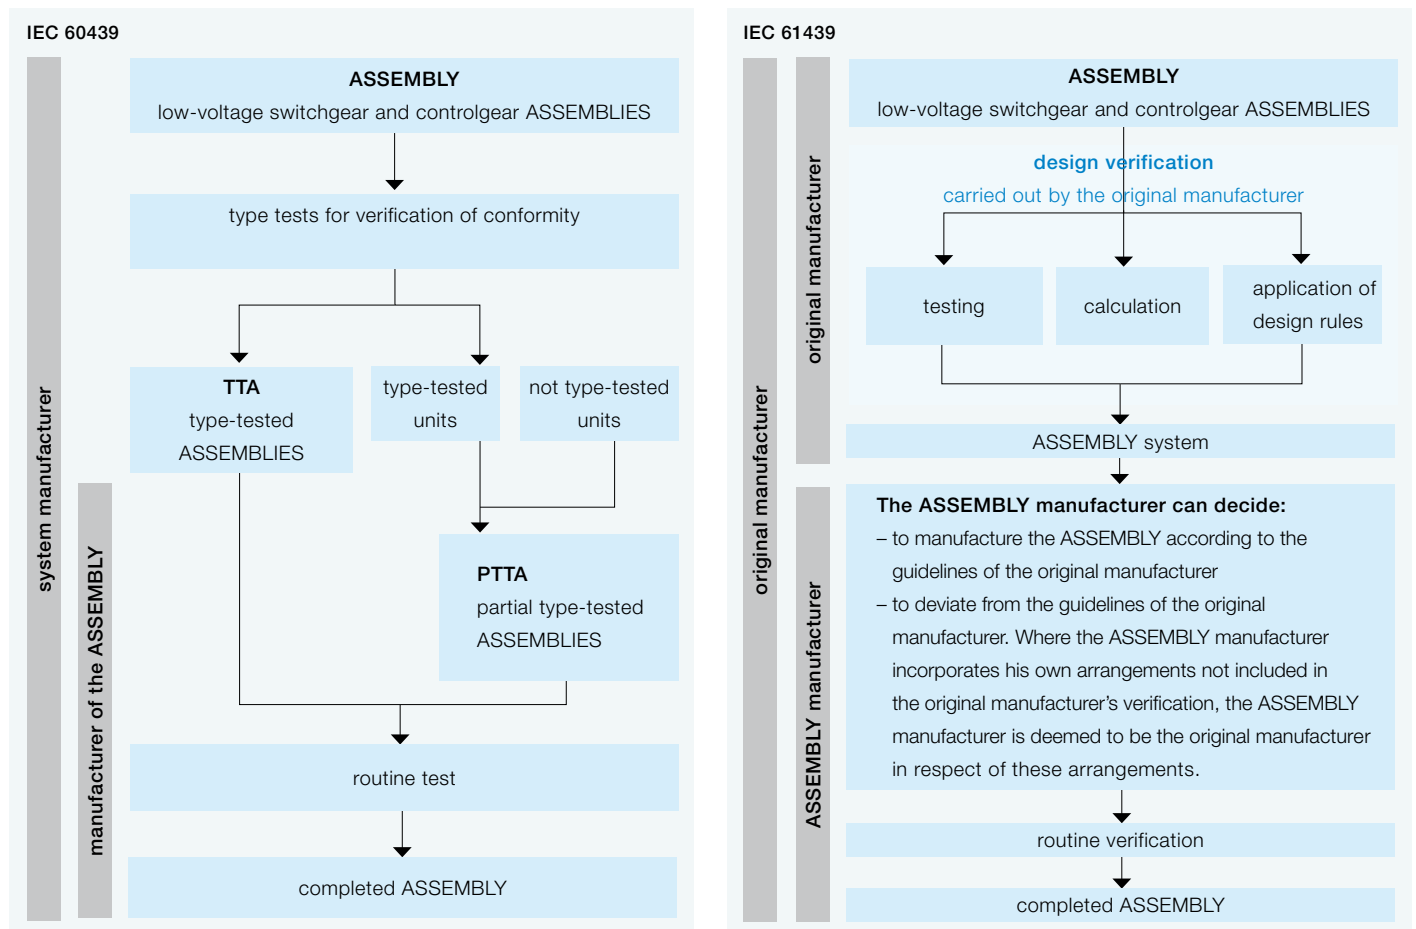 IEC 60439
system manufacturer
manufacturer of the ASSEMBLY
ASSEMBLY
low-voltage switchgear and controlgear ASSEMBLIES
type tests for verification of conformity
TTA
type-tested
ASSEMBLIES
type-tested
units
not type-tested
units
PTTA
partial type-tested
ASSEMBLIES
routine test
completed ASSEMBLY
IEC 61439
original manufacturer
original manufacturer
ASSEMBLY manufacturer
ASSEMBLY
low-voltage switchgear and controlgear ASSEMBLIES
design verification
carried out by the original manufacturer
testing
calculation
application of
design rules
ASSEMBLY system
The ASSEMBLY manufacturer can decide:
– to manufacture the ASSEMBLY according to the
guidelines of the original manufacturer
– to deviate from the guidelines of the original
manufacturer. Where the ASSEMBLY manufacturer
incorporates his own arrangements not included in
the original manufacturer’s verification, the ASSEMBLY
manufacturer is deemed to be the original manufacturer
in respect of these arrangements.
routine verification
completed ASSEMBLY